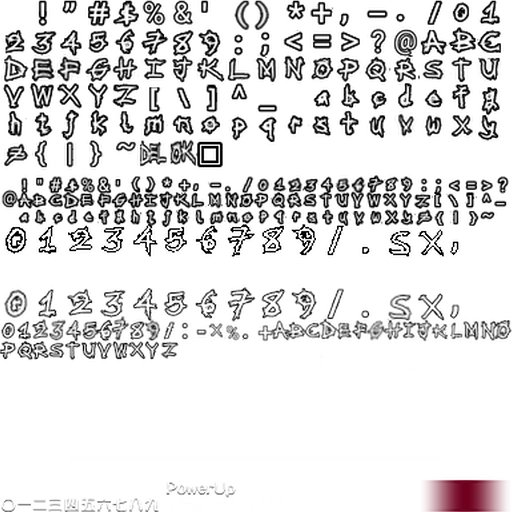 ! " # $ % & ' ( ) * + , - . / 0 1
2 3 4 5 6 7 8 9 : ; < = > ? @ A B C
D E F G H I J K L M N O P Q R S T U
V W X Y Z [ \ ] ^ _ a b c d e f g
h i j k l m n o p q r s t u v w x y
z { | } ~ DEL OK
! " # $ % & ' ( ) * + , - . / 0 1 2 3 4 5 6 7 8 9 : ; < = > ?
@ A B C D E F G H I J K L M N O P Q R S T U V W X Y Z [ \ ] ^ _
a b c d e f g h i j k l m n o p q r s t u v w x y z { | } ~
0 1 2 3 4 5 6 7 8 9 / . S X ,
0 1 2 3 4 5 6 7 8 9 / . S X ,
0 1 2 3 4 5 6 7 8 9 / : - × % . + A B C D E F G H I J K L M N O
P Q R S T U V W X Y Z
PowerUp
〇一二三四五六七八九